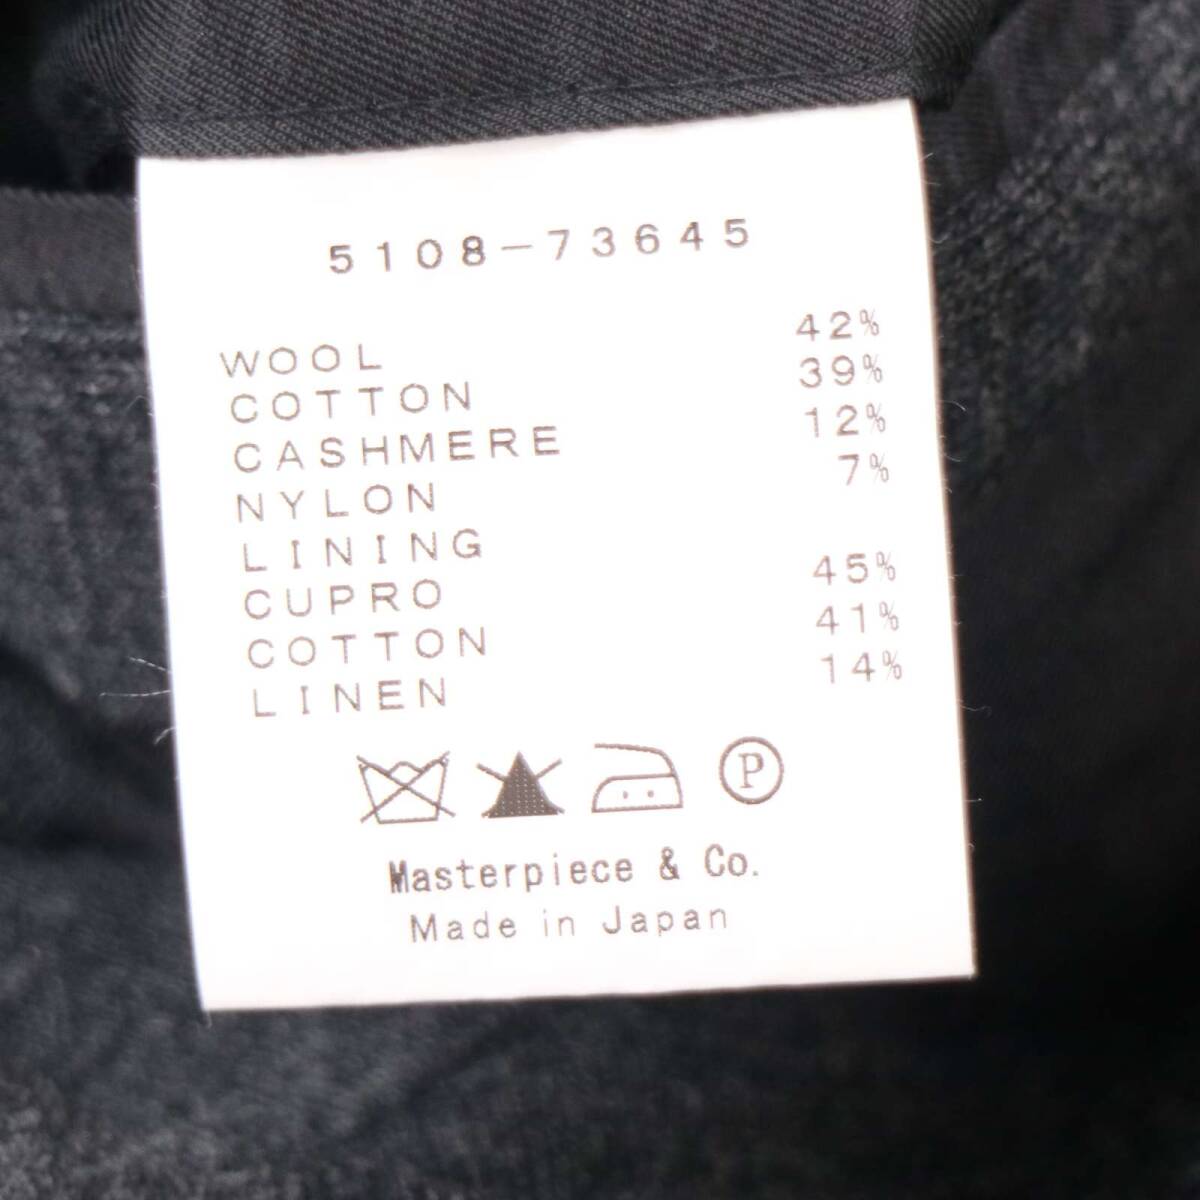 5108-73645
WOOL 42%
COTTON 39%
CASHMERE 12%
NYLON 7%
LINING
CUPRO 45%
COTTON 41%
LINEN 14%
P
Masterpiece & Co.
Made in Japan